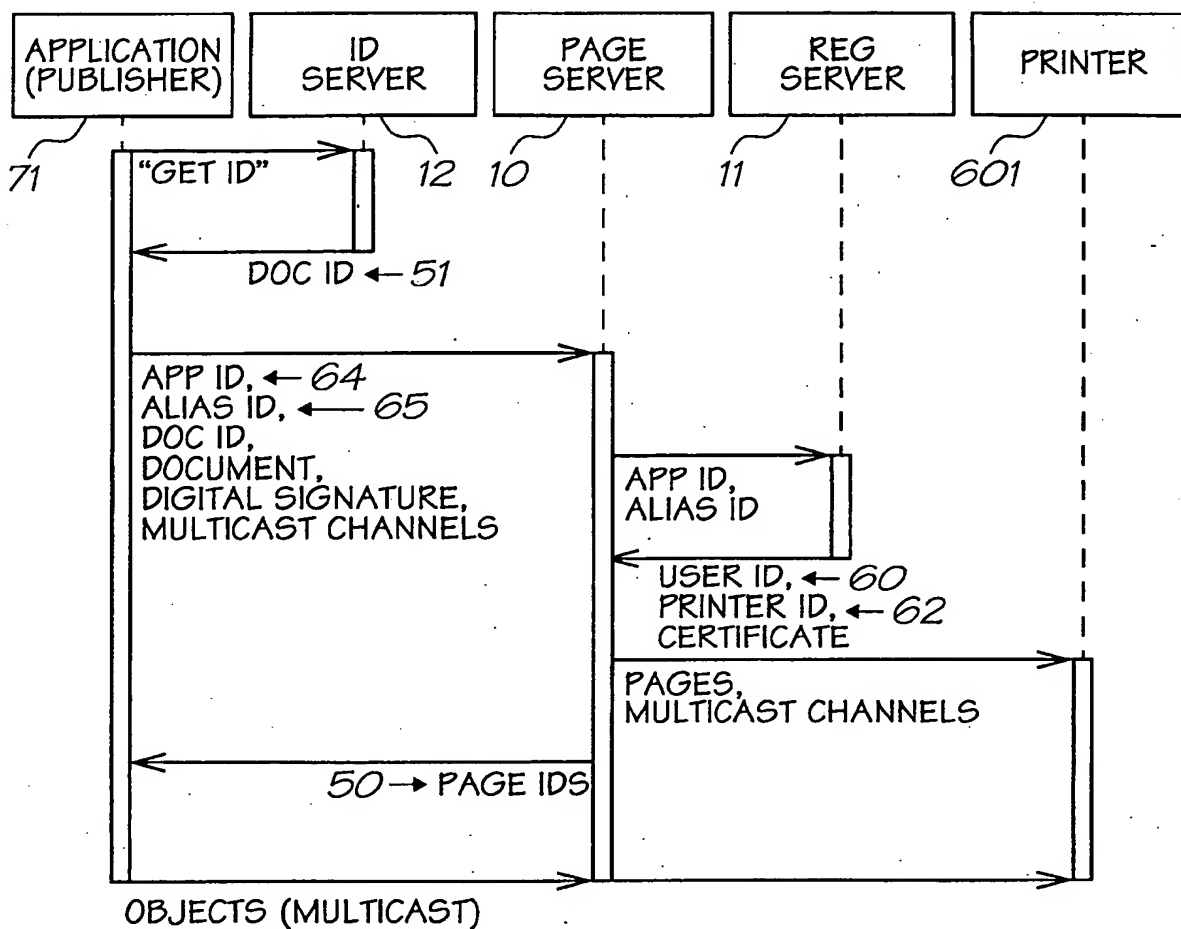 APPLICATION
(PUBLISHER)
ID
SERVER
PAGE
SERVER
REG
SERVER
PRINTER
71
12
10
11
601
"GET ID"
DOC ID ← 51
APP ID, ← 64
ALIAS ID, ← 65
DOC ID,
DOCUMENT,
DIGITAL SIGNATURE,
MULTICAST CHANNELS
APP ID,
ALIAS ID
USER ID, ← 60
PRINTER ID, ← 62
CERTIFICATE
PAGES,
MULTICAST CHANNELS
50 → PAGE IDS
OBJECTS (MULTICAST)